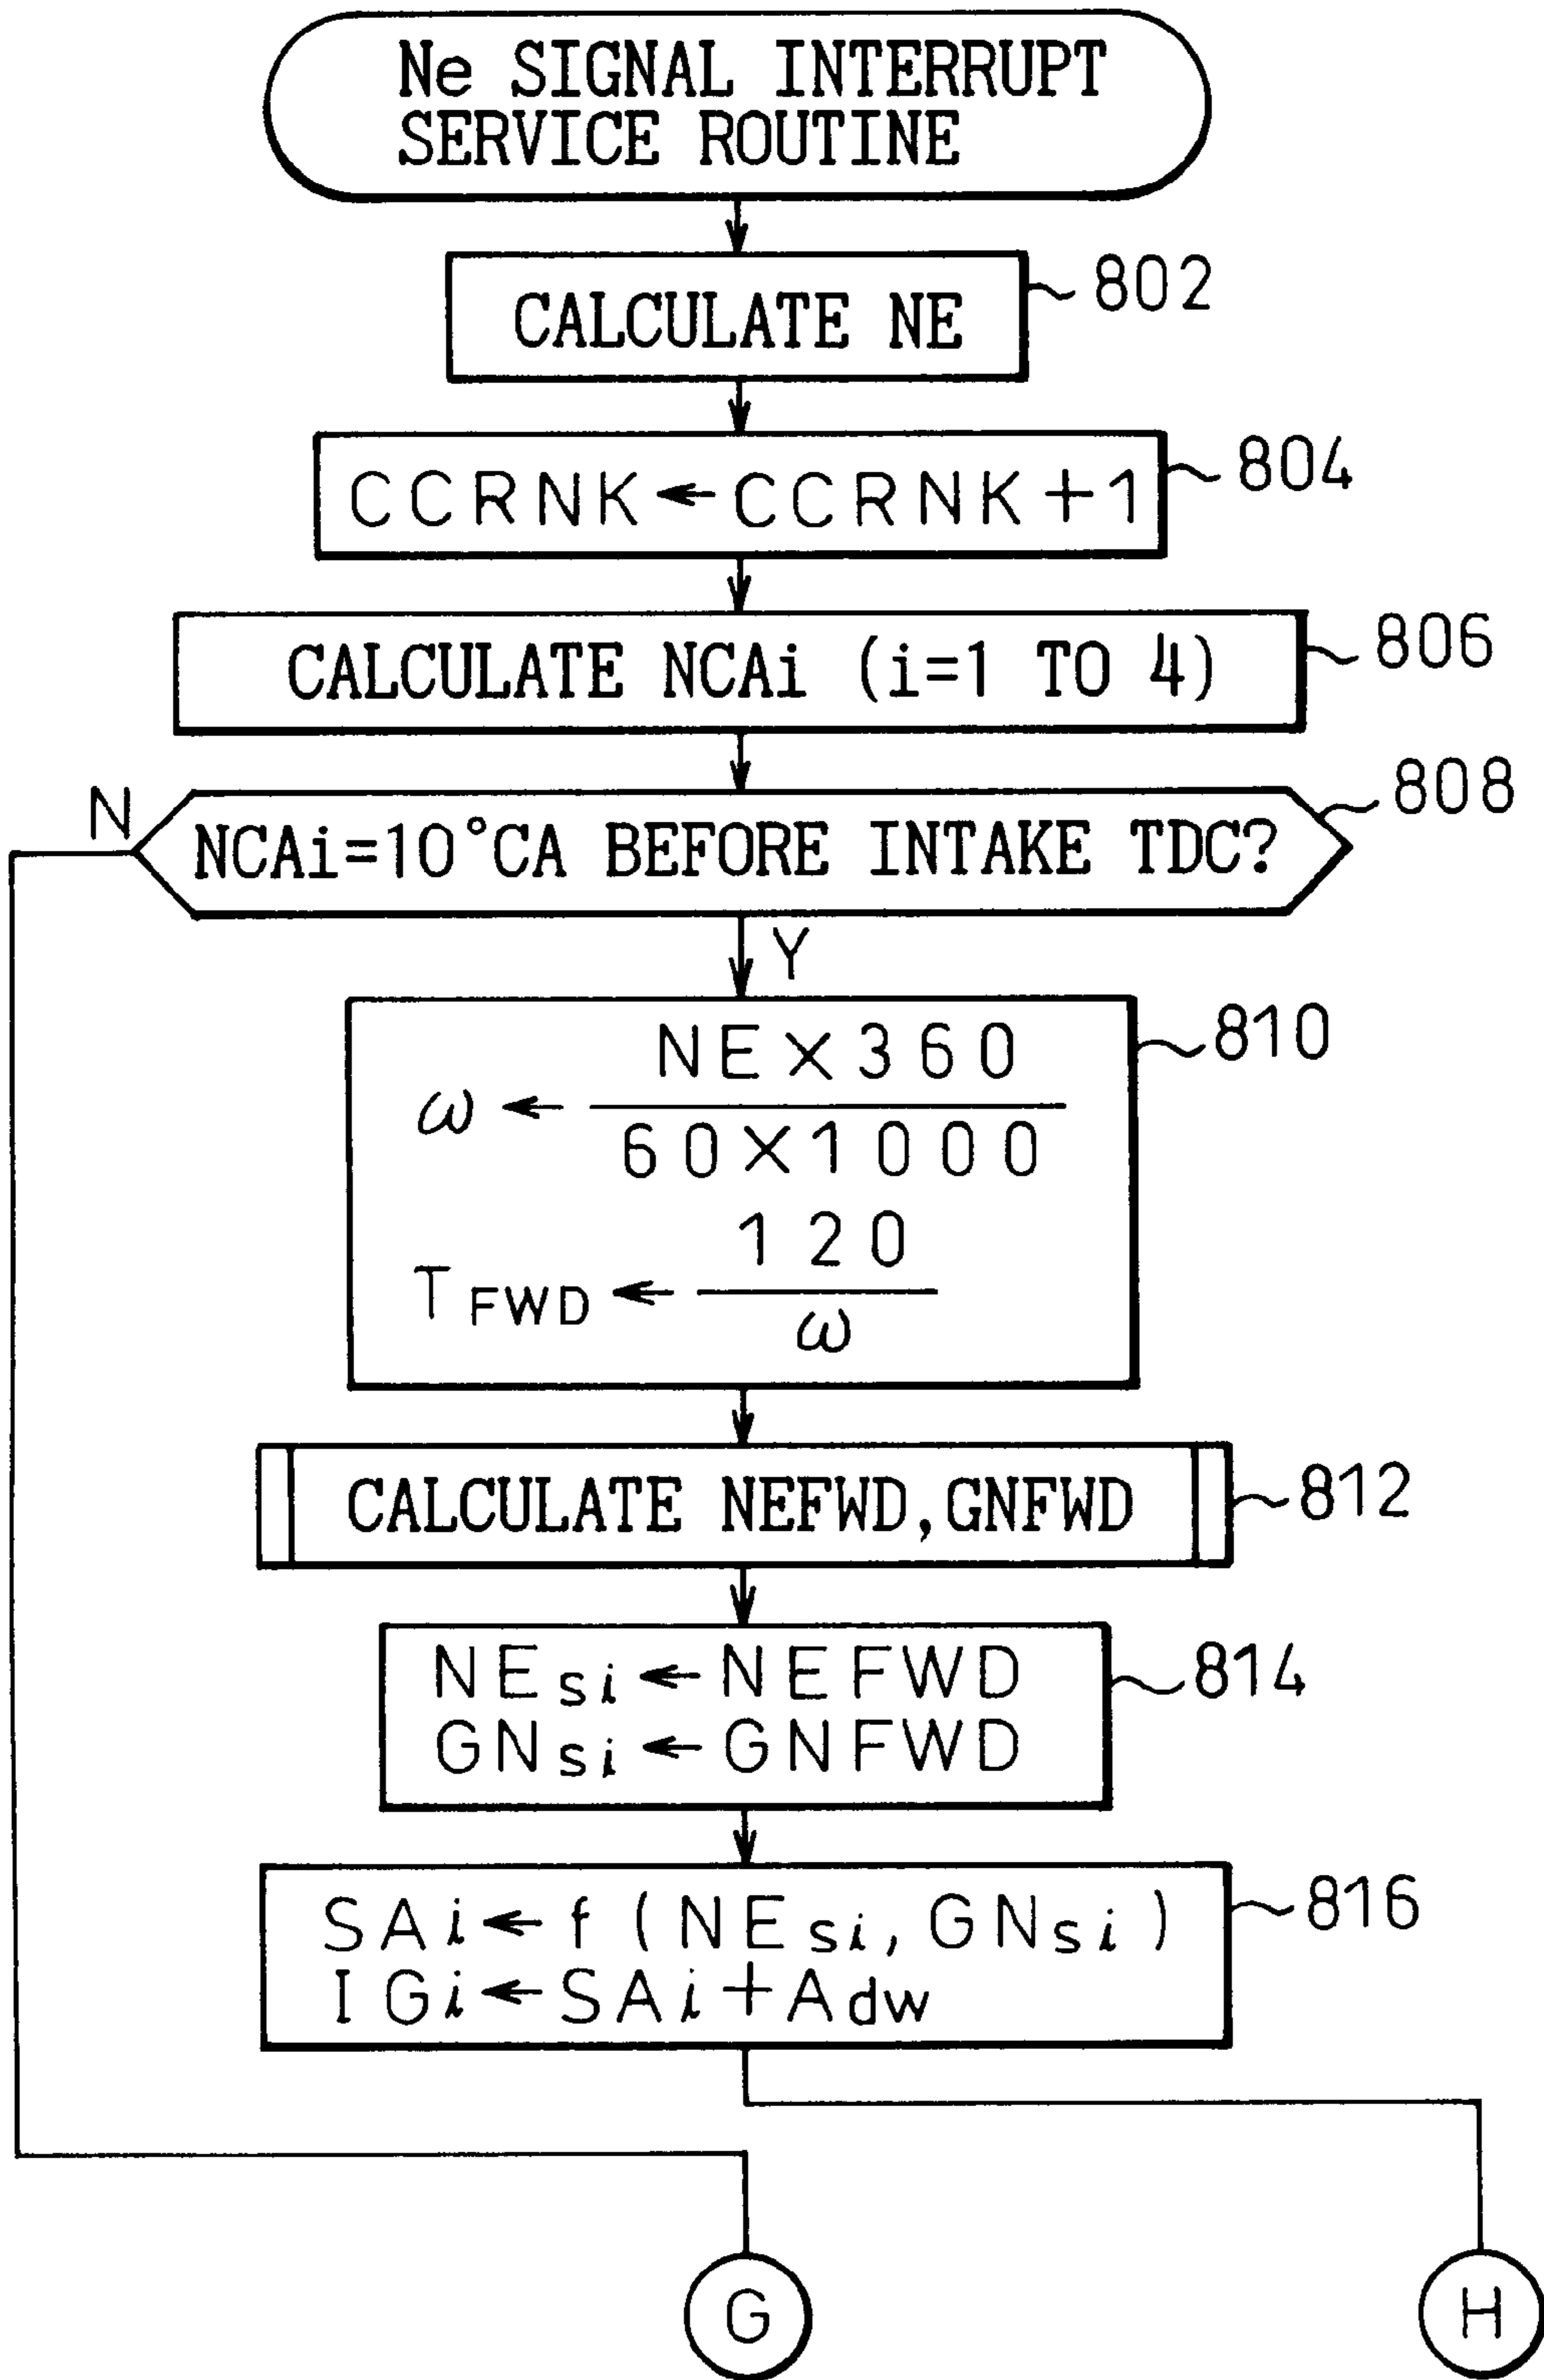 Ne SIGNAL INTERRUPT
SERVICE ROUTINE
CALCULATE NE
802
CCRNK←CCRNK+1
804
CALCULATE NCAi (i=1 TO 4)
806
N
NCAi=10°CA BEFORE INTAKE TDC?
808
Y
NE×360
ω ←
60×1000
810
120
TFWD ←
ω
CALCULATE NEFWD,GNFWD
812
NEsi←NEFWD
GNsi←GNFWD
814
SAi←f(NEsi,GNsi)
IGi←SAi+Adw
816
G
H